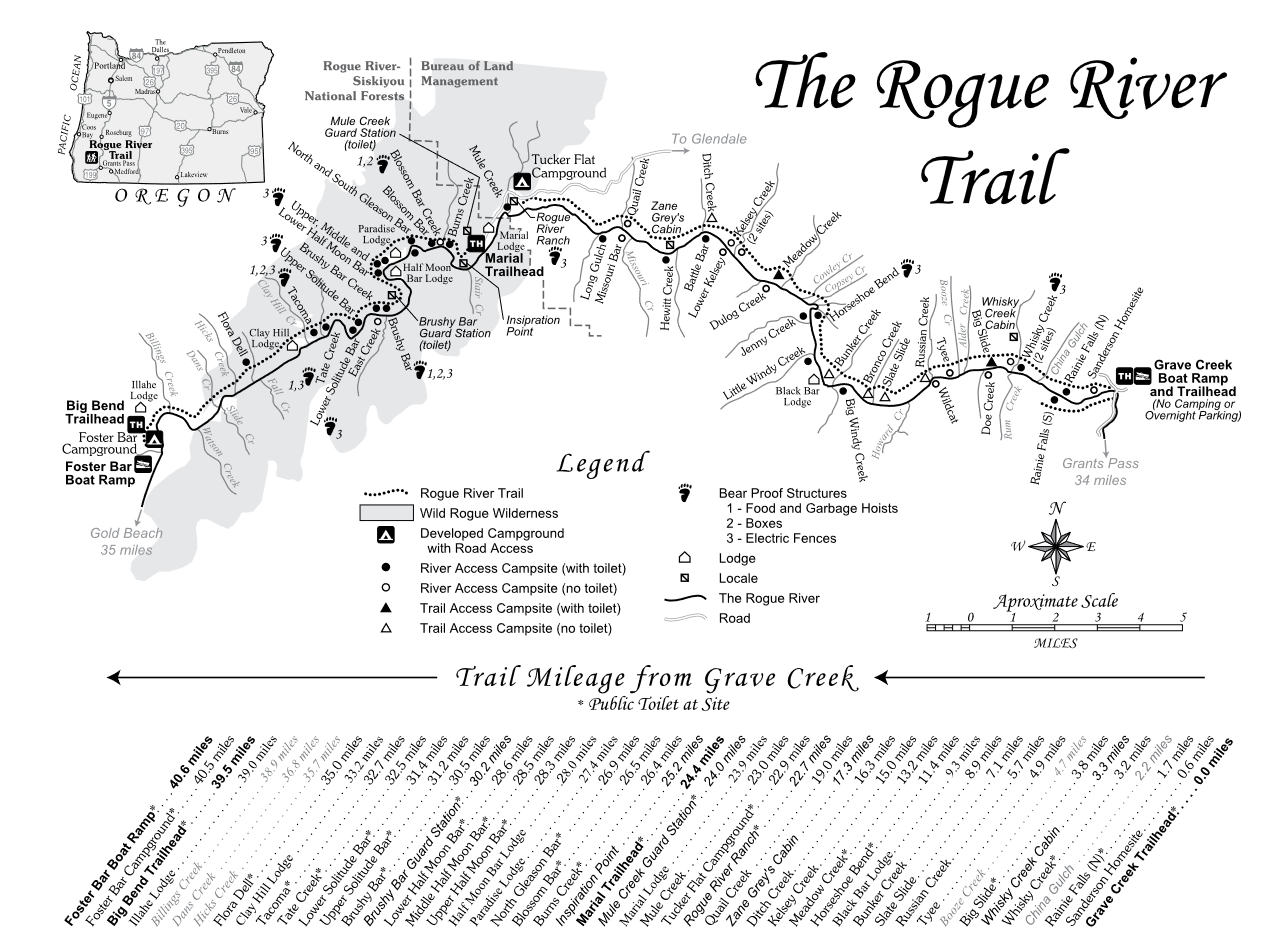 The Rogue River
Trail
OCEAN
PACIFIC
Portland
The
Dalles
Pendleton
84
84
Salem
197
395
26
Madras
101
5
26
Eugene
Vale
Coos
Bay
Roseburg
97
20
Burns
Rogue River
Trail
395
95
Grants Pass
Medford
199
Lakeview
OREGON
Rogue River-
Siskiyou
National Forests
Bureau of Land
Management
Mule Creek
Guard Station
(toilet)
To Glendale
Tucker Flat
Campground
Mule Creek
Burns Creek
1,2
Blossom Bar Creek
Blossom Bar
North and South Gleason Bar
3
Upper, Middle and
Lower Half Moon Bar
3
Brushy Bar Creek
1,2,3
Upper Solitude Bar
Paradise
Lodge
Half Moon
Bar Lodge
TH
Marial
Lodge
Marial
Trailhead
Rogue
River
Ranch
3
Stair Cr
Insipration
Point
Brushy Bar
Guard Station
(toilet)
Brushy Bar
1,2,3
East Creek
Lower Solitude Bar
3
Tate Creek
1,3
Tacoma
Clay Hill Cr
Clay Hill
Lodge
Flora Dell
Fall Cr
Hicks Creek
Dans Cr
Slide Cr
Watson Creek
Billings Creek
Illahe
Lodge
Big Bend
Trailhead
TH
Foster Bar
Campground
Foster Bar
Boat Ramp
Gold Beach
35 miles
Quail Creek
Long Gulch
Missouri Bar
Missouri Cr
Zane
Grey's
Cabin
Hewitt Creek
Ditch Creek
Battle Bar
Lower Kelsey
Kelsey Creek
(2 sites)
Meadow Creek
Cowley Cr
Copsey Cr
Horseshoe Bend
3
Dulog Creek
Jenny Creek
Little Windy Creek
Black Bar
Lodge
Bunker Creek
Big Windy Creek
Bronco Creek
Slate Slide
Howard Cr
Russian Creek
Booze Cr
Tyee
Wildcat
Alder Creek
Big Slide
Doe Creek
Rum Creek
Whisky
Creek
Cabin
Whisky Creek
(2 sites)
3
China Gulch
Rainie Falls (N)
Rainie Falls (S)
Sanderson Homesite
TH
Grave Creek
Boat Ramp
and Trailhead
(No Camping or
Overnight Parking)
Grants Pass
34 miles
Legend
Rogue River Trail
Wild Rogue Wilderness
Developed Campground
with Road Access
River Access Campsite (with toilet)
River Access Campsite (no toilet)
Trail Access Campsite (with toilet)
Trail Access Campsite (no toilet)
Bear Proof Structures
1 - Food and Garbage Hoists
2 - Boxes
3 - Electric Fences
Lodge
Locale
The Rogue River
Road
N
W E
S
Aproximate Scale
1 0 1 2 3 4 5
MILES
Trail Mileage from Grave Creek
* Public Toilet at Site
Foster Bar Boat Ramp* 40.6 miles
Foster Bar Campground* 40.5 miles
Big Bend Trailhead* 39.5 miles
Illahe Lodge 39.0 miles
Billings Creek 38.9 miles
Dans Creek 36.8 miles
Hicks Creek 35.7 miles
Flora Dell* 35.0 miles
Clay Hill Lodge 33.2 miles
Tacoma* 32.7 miles
Tate Creek* 32.5 miles
Lower Solitude Bar* 31.4 miles
Upper Solitude Bar* 31.2 miles
Brushy Bar* 30.5 miles
Brushy Bar Guard Station* 30.2 miles
Lower Half Moon Bar* 28.6 miles
Middle Half Moon Bar* 28.5 miles
Upper Half Moon Bar* 28.3 miles
Half Moon Bar Lodge 28.0 miles
Paradise Lodge 27.4 miles
North Gleason Bar* 26.9 miles
Blossom Bar* 26.5 miles
Burns Creek* 26.4 miles
Inspiration Point 25.2 miles
Marial Trailhead* 24.4 miles
Mule Creek Guard Station* 24.0 miles
Marial Lodge 23.9 miles
Mule Creek 23.0 miles
Tucker Flat Campground* 22.9 miles
Rogue River Ranch* 22.7 miles
Quail Creek 19.0 miles
Zane Grey's Cabin 17.3 miles
Ditch Creek 16.3 miles
Kelsey Creek 15.0 miles
Meadow Creek* 13.2 miles
Horseshoe Bend* 11.4 miles
Black Bar Lodge 9.3 miles
Bunker Creek 8.9 miles
Slate Slide 7.1 miles
Russian Creek 5.7 miles
Tyee 4.9 miles
Booze Creek 4.7 miles
Big Slide* 3.8 miles
Whisky Creek Cabin 3.3 miles
Whisky Creek* 3.2 miles
China Gulch 2.2 miles
Rainie Falls (N)* 1.7 miles
Sanderson Homesite 0.6 miles
Grave Creek Trailhead* 0.0 miles